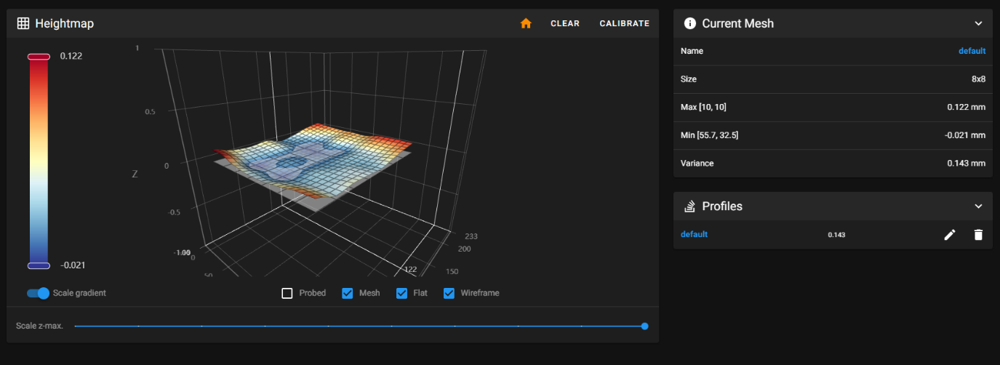 Heightmap
CLEAR
CALIBRATE
0.122
-0.021
1
0.5
0
Z
-0.5
0
50
233
200
150
122
Scale gradient
Probed
Mesh
Flat
Wireframe
Scale z-max.
Current Mesh
Name default
Size 8x8
Max [10, 10] 0.122 mm
Min [55.7, 32.5] -0.021 mm
Variance 0.143 mm
Profiles
default 0.143